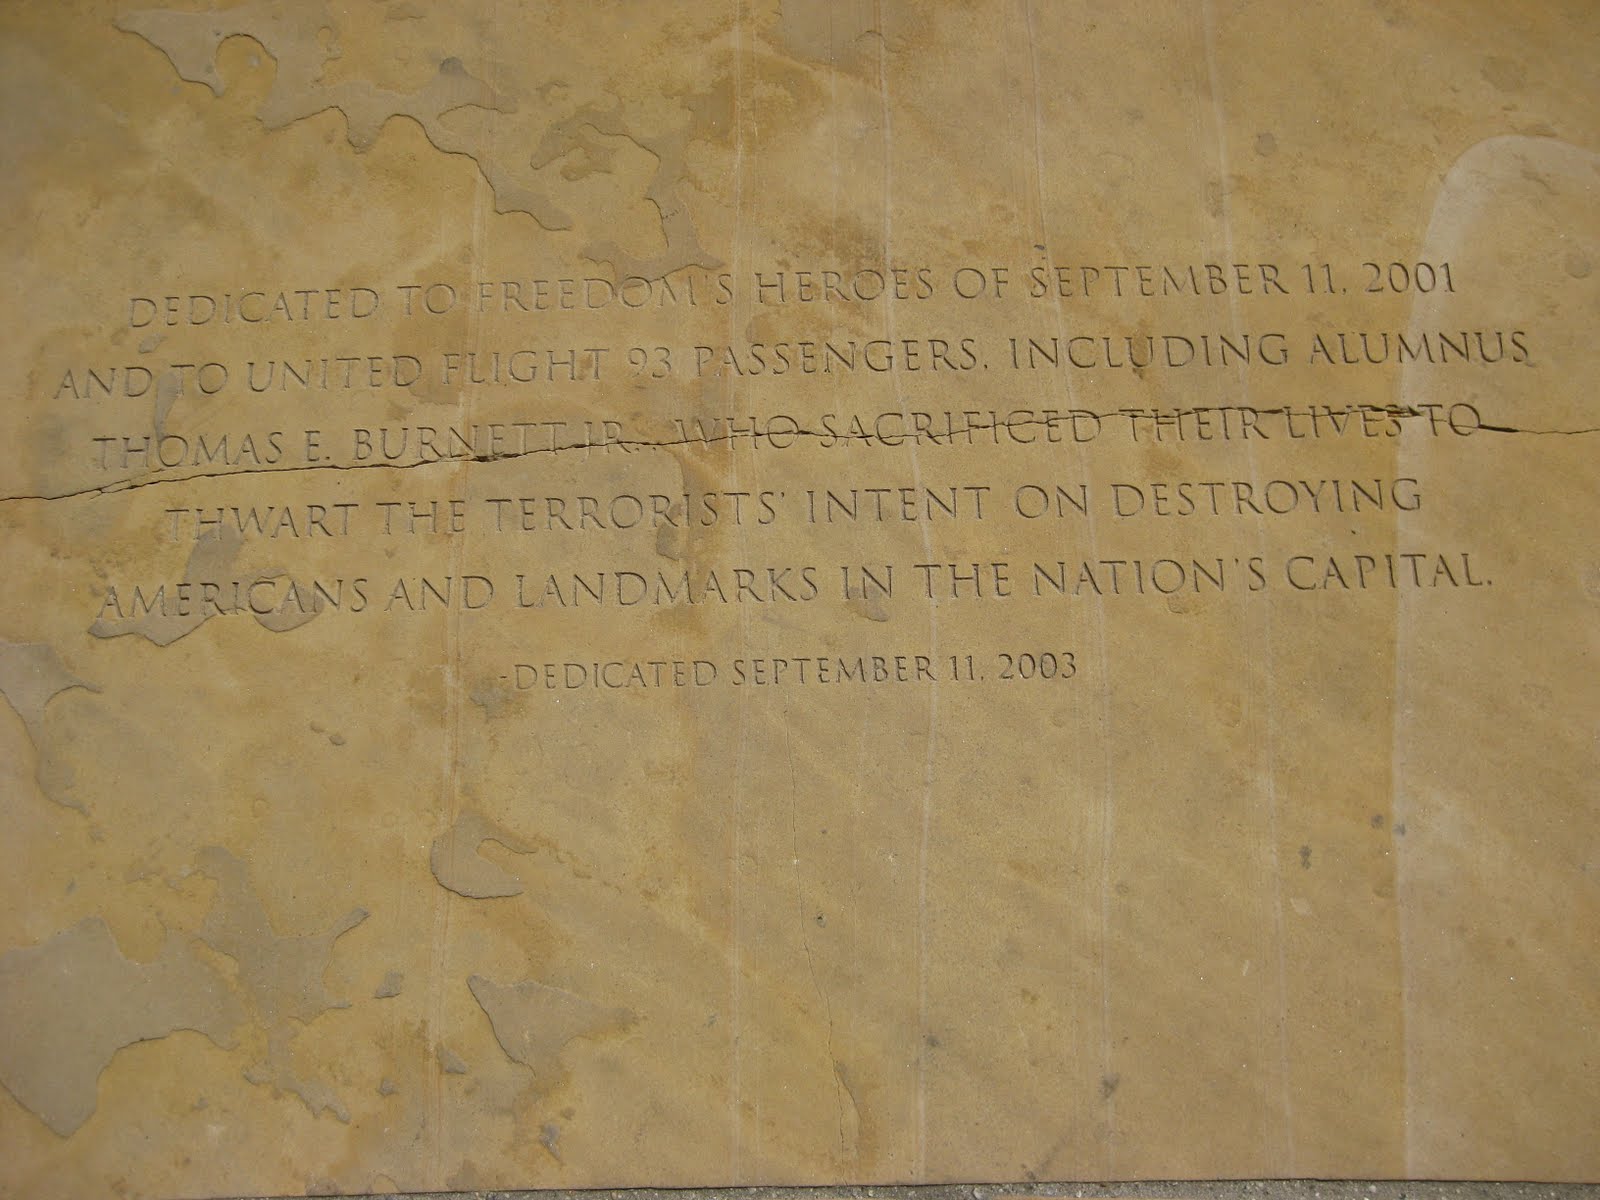 DEDICATED TO FREEDOM'S HEROES OF SEPTEMBER 11, 2001
AND TO UNITED FLIGHT 93 PASSENGERS, INCLUDING ALUMNUS
THOMAS E. BURNETT JR., WHO SACRIFICED THEIR LIVES TO
THWART THE TERRORISTS' INTENT ON DESTROYING
AMERICANS AND LANDMARKS IN THE NATION'S CAPITAL.
-DEDICATED SEPTEMBER 11, 2003